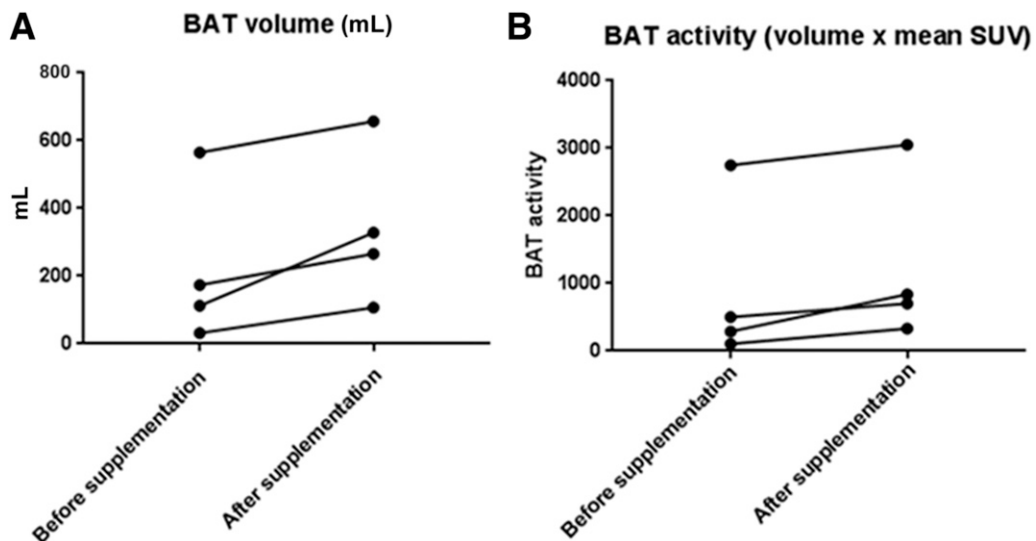 A
BAT volume (mL)
800
600
400
200
0
mL
Before supplementation
After supplementation
B
BAT activity (volume x mean SUV)
4000
3000
2000
1000
0
BAT activity
Before supplementation
After supplementation